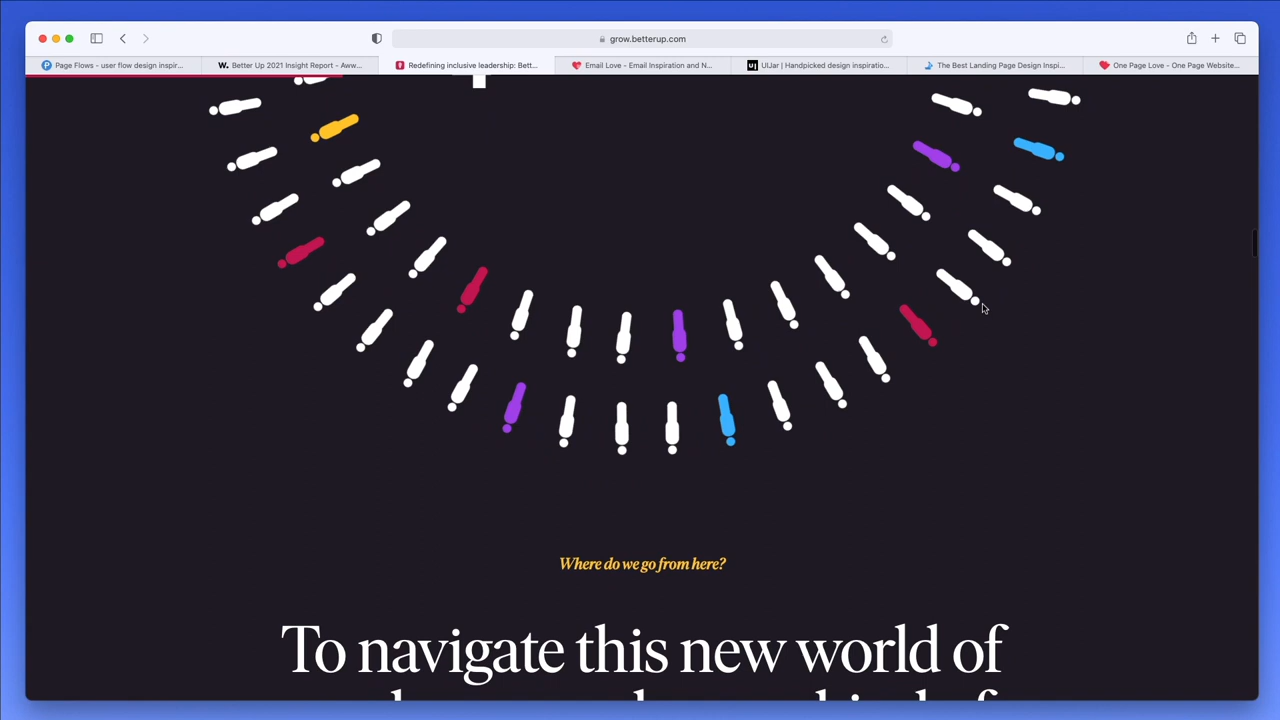 grow.betterup.com
Page Flows - user flow design inspir...
Better Up 2021 Insight Report - Aww...
Redefining inclusive leadership: Bett...
Email Love - Email Inspiration and N...
UIJar | Handpicked design inspiratio...
The Best Landing Page Design Inspi...
One Page Love - One Page Website...
Where do we go from here?
To navigate this new world of